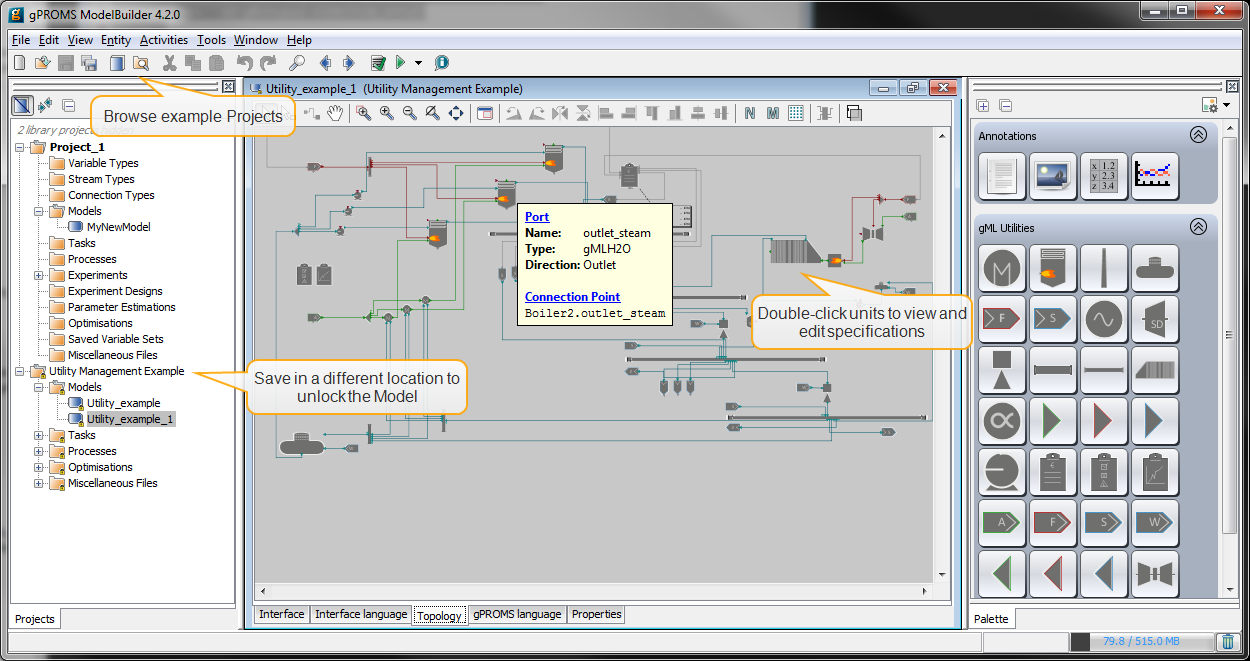 gPROMS ModelBuilder 4.2.0
File Edit View Entity Activities Tools Window Help
Utility_example_1 (Utility Management Example)
Browse example Projects
2 library projects hidden
Project_1
Variable Types
Stream Types
Connection Types
Models
MyNewModel
Tasks
Processes
Experiments
Experiment Designs
Parameter Estimations
Optimisations
Saved Variable Sets
Miscellaneous Files
Utility Management Example
Models
Utility_example
Utility_example_1
Tasks
Processes
Optimisations
Miscellaneous Files
Projects
Save in a different location to
unlock the Model
N M
Port
Name: outlet_steam
Type: gMLH2O
Direction: Outlet
Connection Point
Boiler2.outlet_steam
Double-click units to view and
edit specifications
Interface Interface language Topology gPROMS language Properties
Annotations
x 1.2
y 2.3
z 3.4
gML Utilities
M
F S SD
A F S W
Palette
79.8 / 515.0 MB